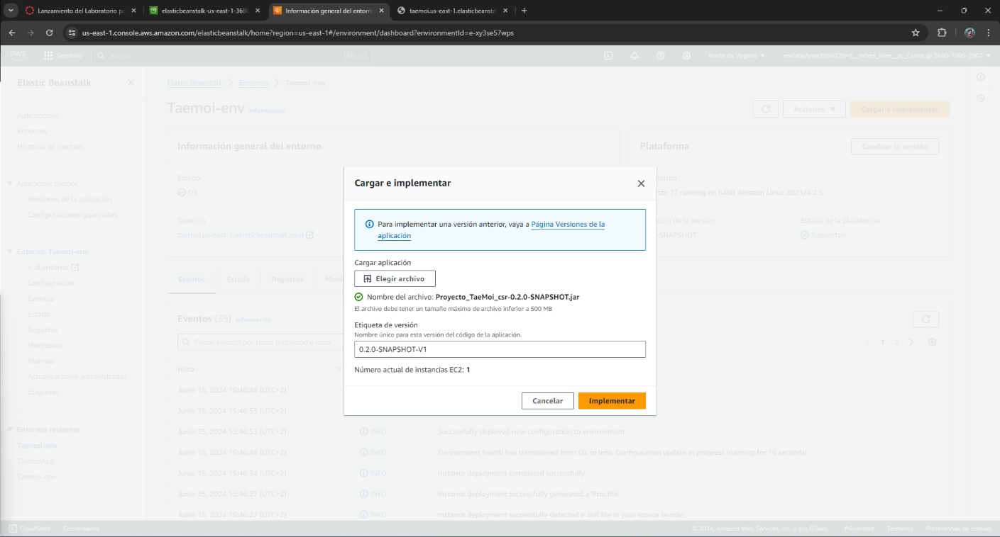 Lanzamiento del Laboratorio pa
elasticbeanstalk-us-east-1-3680
Información general del entorn
taemoi.us-east-1.elasticbeansta
us-east-1.console.aws.amazon.com/elasticbeanstalk/home?region=us-east-1#/environment/dashboard?environmentId=e-xy3se57wps
aws
Servicios
Buscar
[Alt+S]
Norte de Virginia
Elastic Beanstalk
Elastic Beanstalk > Entornos > Taemoi-env
Taemoi-env Información
Acciones
Cargar e implementar
Aplicaciones
Entornos
Historial de cambios
Aplicación: taemoi
Versiones de la aplicación
Configuraciones guardadas
Entorno: Taemoi-env
Ir al entorno
Configuración
Eventos
Estado
Registros
Monitoreo
Alarmas
Actualizaciones administradas
Etiquetas
Entornos recientes
Taemoi-env
TaemoiApp
Taemoi-env
Información general del entorno
Estado
Ok
Dominio
taemoi.us-east-1.elasticbeanstalk.com
Plataforma
Cambiar la versión
forma
tto 17 running on 64bit Amazon Linux 2023/4.2.5
ción de la versión
Estado de la plataforma
-SNAPSHOT
Supported
Eventos
Estado
Registros
Moni
Cargar e implementar
Para implementar una versión anterior, vaya a Página Versiones de la
aplicación
Cargar aplicación
Elegir archivo
Nombre del archivo: Proyecto_TaeMoi_csr-0.2.0-SNAPSHOT.jar
El archivo debe tener un tamaño máximo de archivo inferior a 500 MB
Etiqueta de versión
Nombre único para esta versión del código de la aplicación.
0.2.0-SNAPSHOT-V1
Número actual de instancias EC2: 1
Cancelar
Implementar
Eventos (35) Información
Filtrar eventos por texto, propiedad o valor
1 2
Hora
Junio 15, 2024 15:48:48 (UTC+2)
Junio 15, 2024 15:46:53 (UTC+2)
Junio 15, 2024 15:46:53 (UTC+2) INFO Successfully deployed new configuration to environment.
Junio 15, 2024 15:46:48 (UTC+2) INFO Environment health has transitioned from Ok to Info. Configuration update in progress (running for 16 seconds).
Junio 15, 2024 15:46:34 (UTC+2) INFO Instance deployment completed successfully.
Junio 15, 2024 15:46:27 (UTC+2) INFO Instance deployment successfully generated a 'Procfile'.
Junio 15, 2024 15:46:27 (UTC+2) INFO Instance deployment successfully detected a JAR file in your source bundle.
CloudShell
Comentarios
© 2024, Amazon Web Services, Inc. o sus filiales.
Privacidad
Términos
Preferencias de cookies